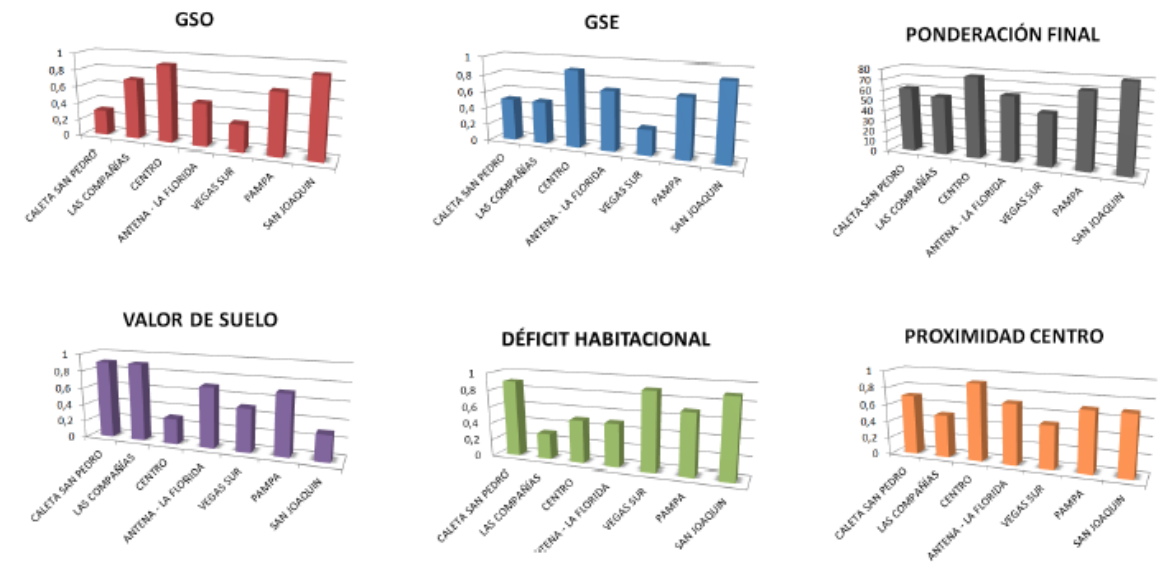 GSO
1
0,8
0,6
0,4
0,2
0
CALETA SAN PEDRO
LAS COMPAÑÍAS
CENTRO
ANTENA - LA FLORIDA
VEGAS SUR
PAMPA
SAN JOAQUIN
GSE
1
0,8
0,6
0,4
0,2
0
CALETA SAN PEDRO
LAS COMPAÑÍAS
CENTRO
ANTENA - LA FLORIDA
VEGAS SUR
PAMPA
SAN JOAQUIN
PONDERACIÓN FINAL
80
70
60
50
40
30
20
10
0
CALETA SAN PEDRO
LAS COMPAÑÍAS
CENTRO
ANTENA - LA FLORIDA
VEGAS SUR
PAMPA
SAN JOAQUIN
VALOR DE SUELO
1
0,8
0,6
0,4
0,2
0
CALETA SAN PEDRO
LAS COMPAÑÍAS
CENTRO
ANTENA - LA FLORIDA
VEGAS SUR
PAMPA
SAN JOAQUIN
DÉFICIT HABITACIONAL
1
0,8
0,6
0,4
0,2
0
CALETA SAN PEDRO
LAS COMPAÑÍAS
CENTRO
TENA - LA FLORIDA
VEGAS SUR
PAMPA
SAN JOAQUIN
PROXIMIDAD CENTRO
1
0,8
0,6
0,4
0,2
0
CALETA SAN PEDRO
LAS COMPAÑÍAS
CENTRO
ANTENA - LA FLORIDA
VEGAS SUR
PAMPA
SAN JOAQUIN